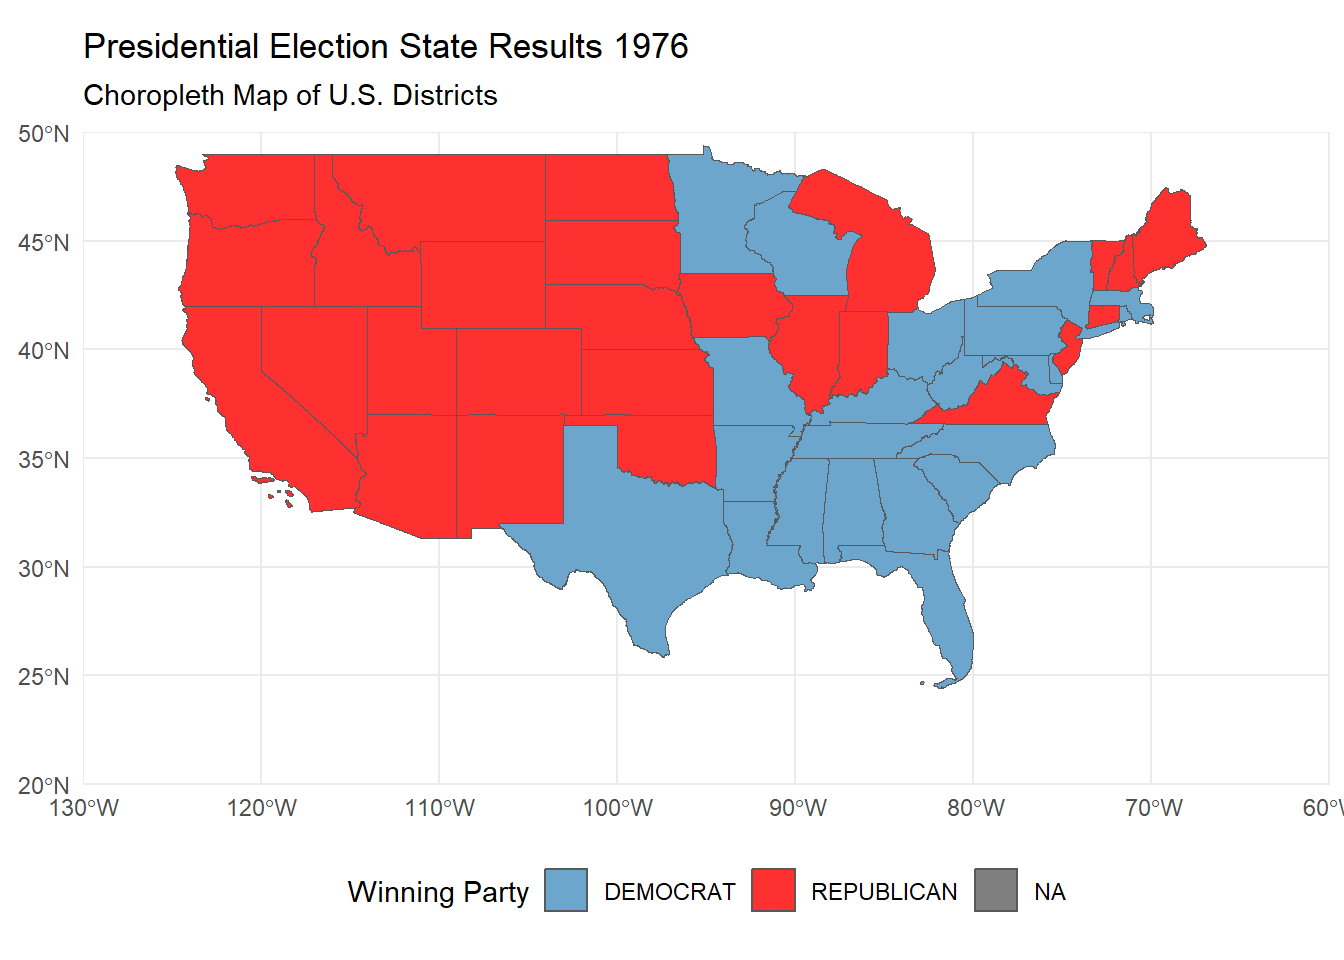 Presidential Election State Results 1976
Choropleth Map of U.S. Districts
50°N
45°N
40°N
35°N
30°N
25°N
20°N
130°W 120°W 110°W 100°W 90°W 80°W 70°W 60°W
Winning Party DEMOCRAT REPUBLICAN NA